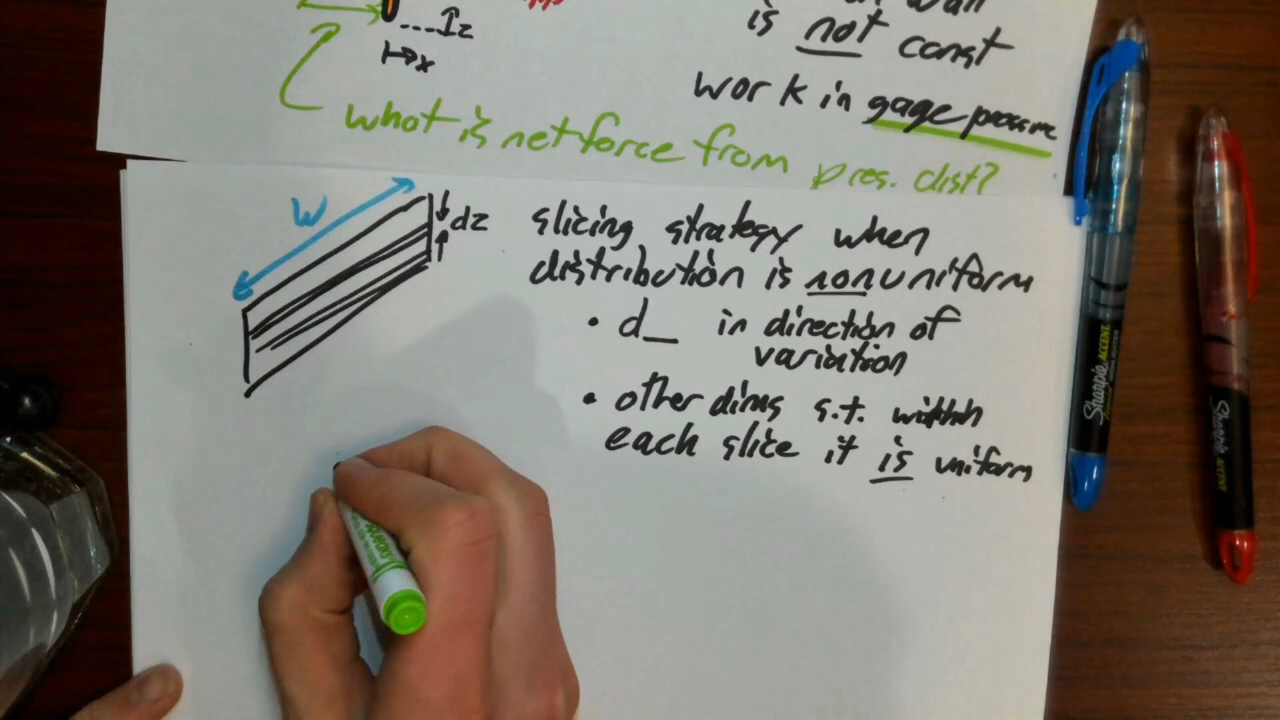 z
x
wall
is not const
work in gage pressure
what is net force from pres. dist?
W
dz
slicing strategy when
distribution is nonuniform
• d_ in direction of
variation
• other dims s.t. within
each slice it is uniform
Sharpie ACCENT
Sharpie ACCENT